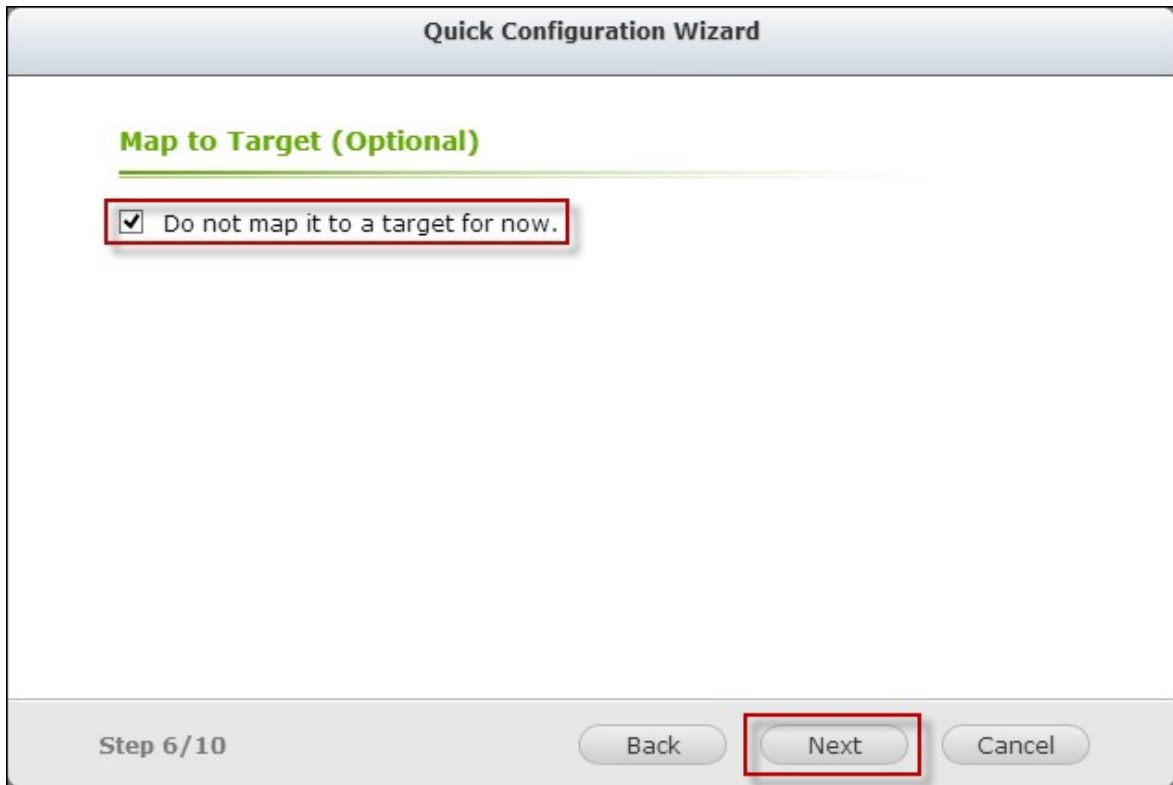 Quick Configuration Wizard
Map to Target (Optional)
Do not map it to a target for now.
Step 6/10
Back
Next
Cancel